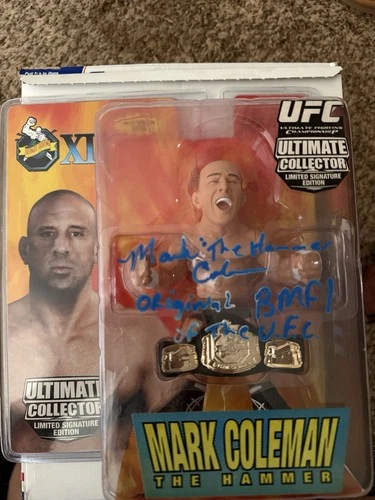 XI
UFC
ULTIMATE FIGHTING CHAMPIONSHIP
ULTIMATE
COLLECTOR
LIMITED SIGNATURE
EDITION
Mark "The Hammer
Coleman
Original BMF!
of The UFC
ULTIMATE
COLLECTOR
LIMITED SIGNATURE
EDITION
MARK COLEMAN
THE HAMMER